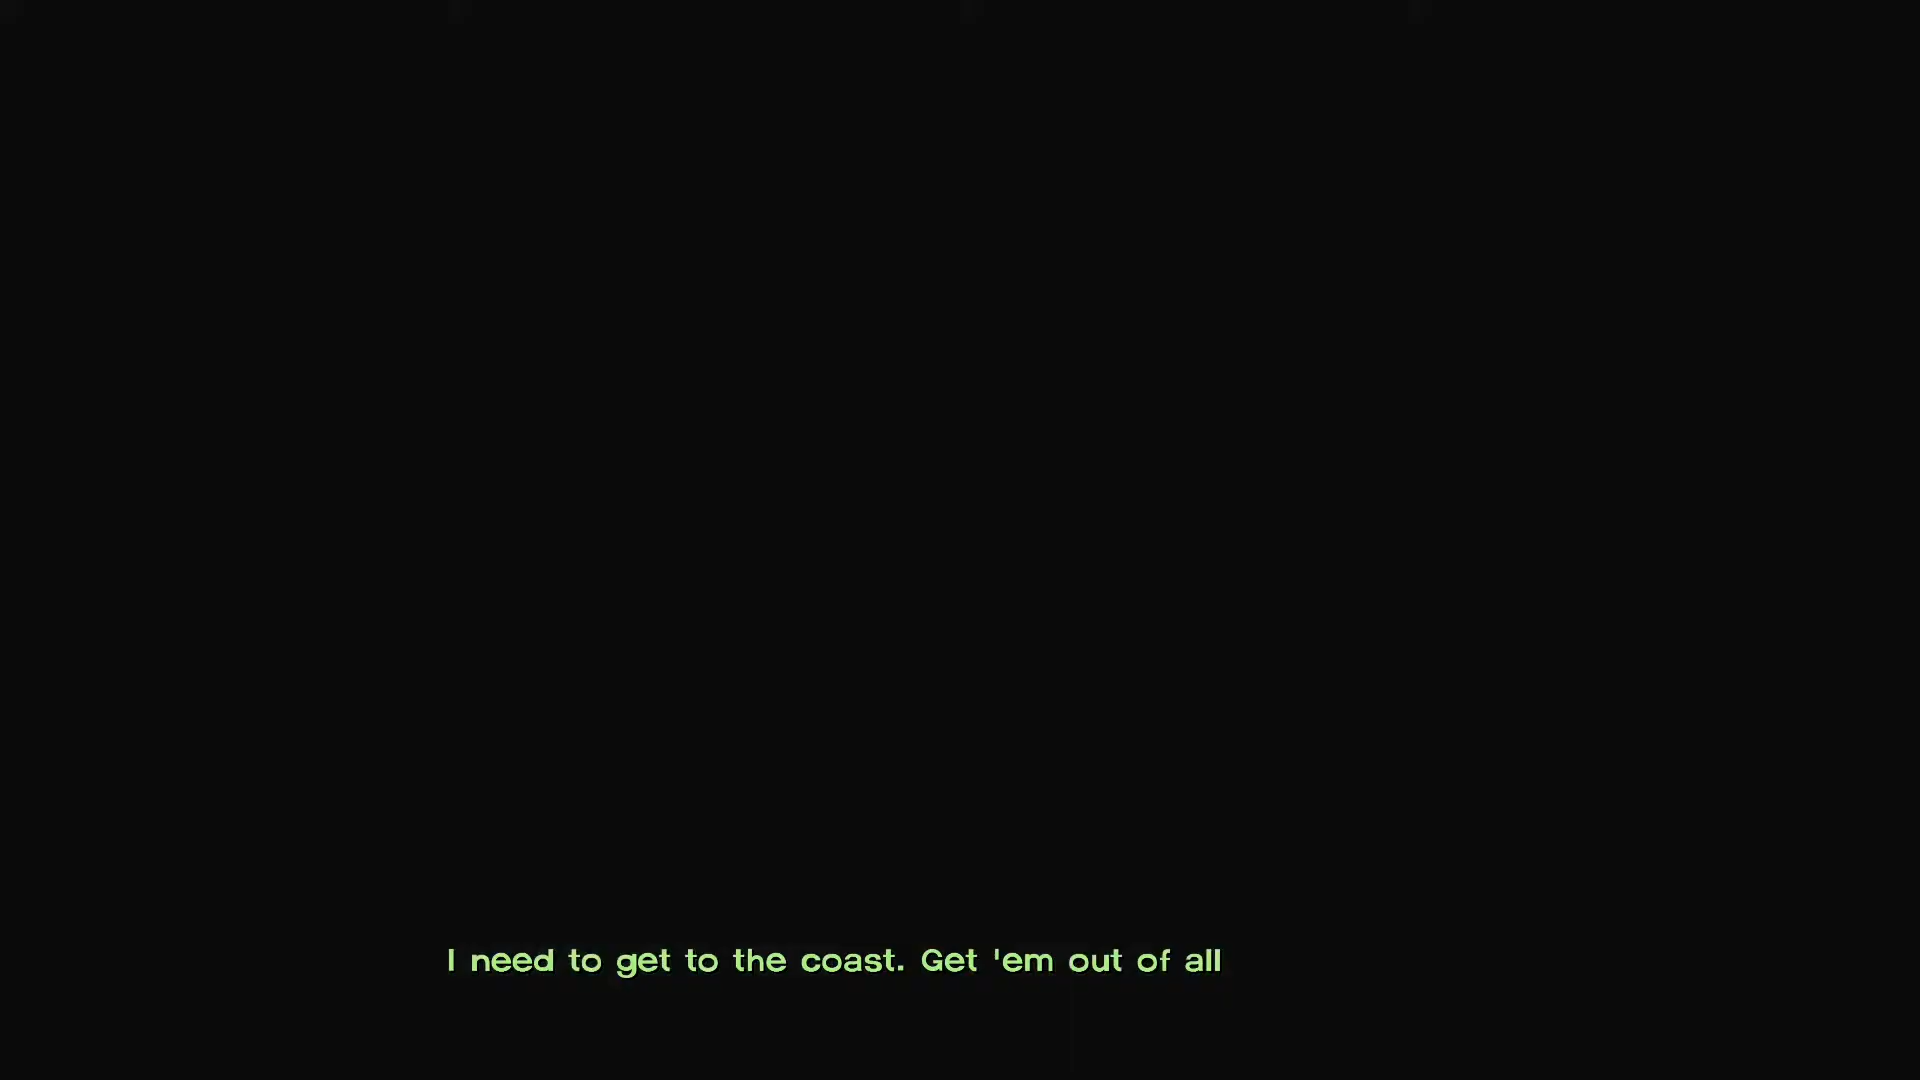 I need to get to the coast. Get 'em out of all